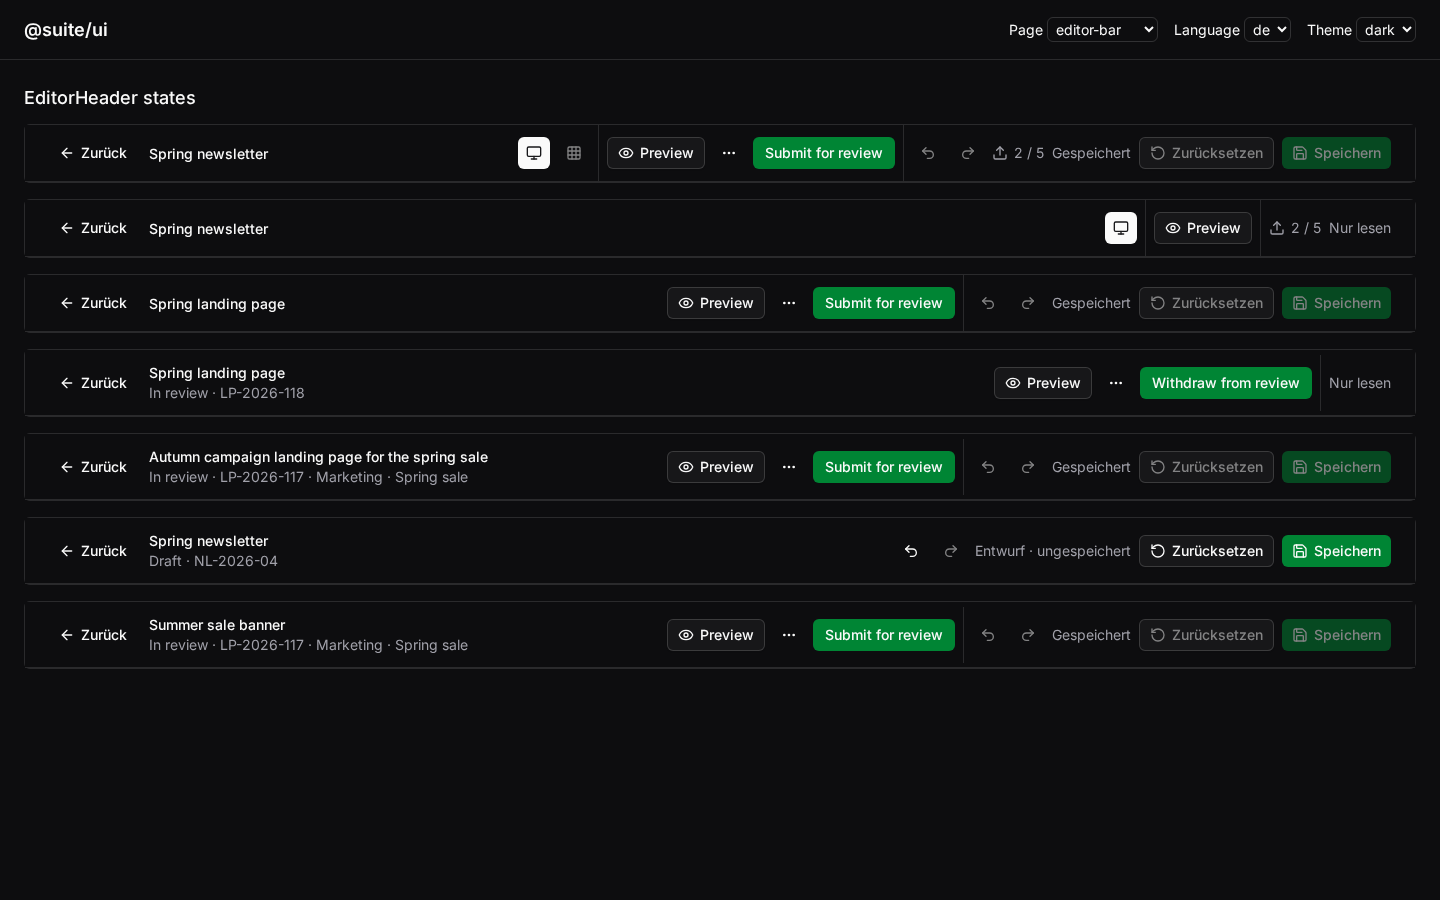 @suite/ui Page editor-bar Language de Theme dark
EditorHeader states
Zurück Spring newsletter Preview Submit for review 2 / 5 Gespeichert Zurücksetzen Speichern
Zurück Spring newsletter Preview 2 / 5 Nur lesen
Zurück Spring landing page Preview Submit for review Gespeichert Zurücksetzen Speichern
Zurück Spring landing page Preview Withdraw from review Nur lesen
In review · LP-2026-118
Zurück Autumn campaign landing page for the spring sale Preview Submit for review Gespeichert Zurücksetzen Speichern
In review · LP-2026-117 · Marketing · Spring sale
Zurück Spring newsletter Entwurf · ungespeichert Zurücksetzen Speichern
Draft · NL-2026-04
Zurück Summer sale banner Preview Submit for review Gespeichert Zurücksetzen Speichern
In review · LP-2026-117 · Marketing · Spring sale